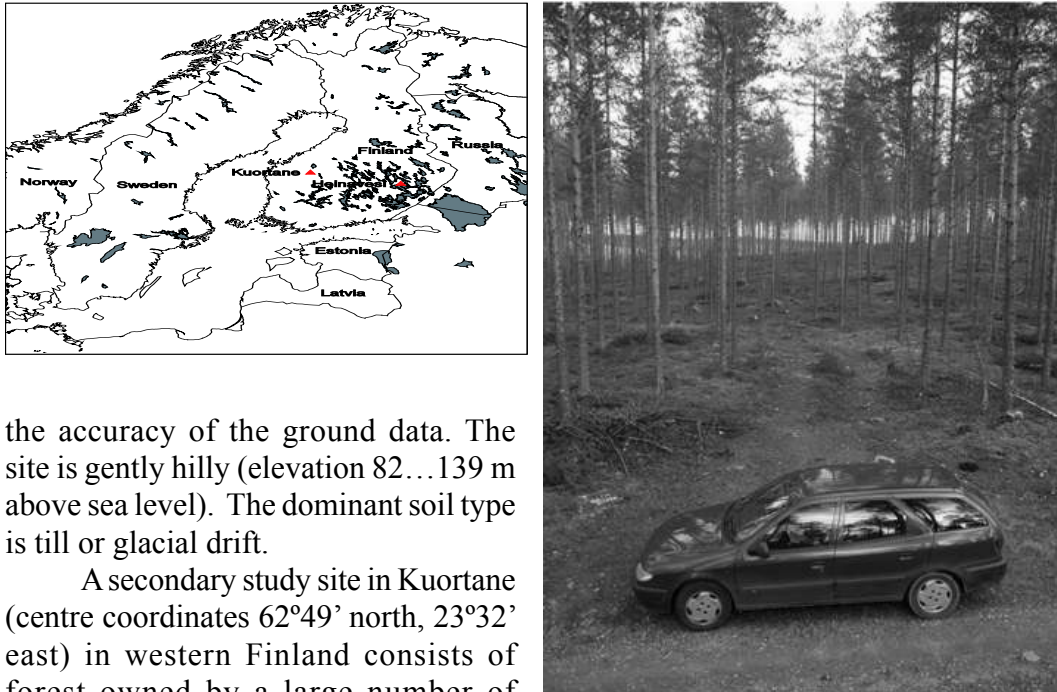 Finland
Russia
Kuortane
Heinavesi
Norway
Sweden
Estonia
Latvia
the accuracy of the ground data. The
site is gently hilly (elevation 82…139 m
above sea level). The dominant soil type
is till or glacial drift.
A secondary study site in Kuortane
(centre coordinates 62º49’ north, 23º32’
east) in western Finland consists of
forest owned by a large number of